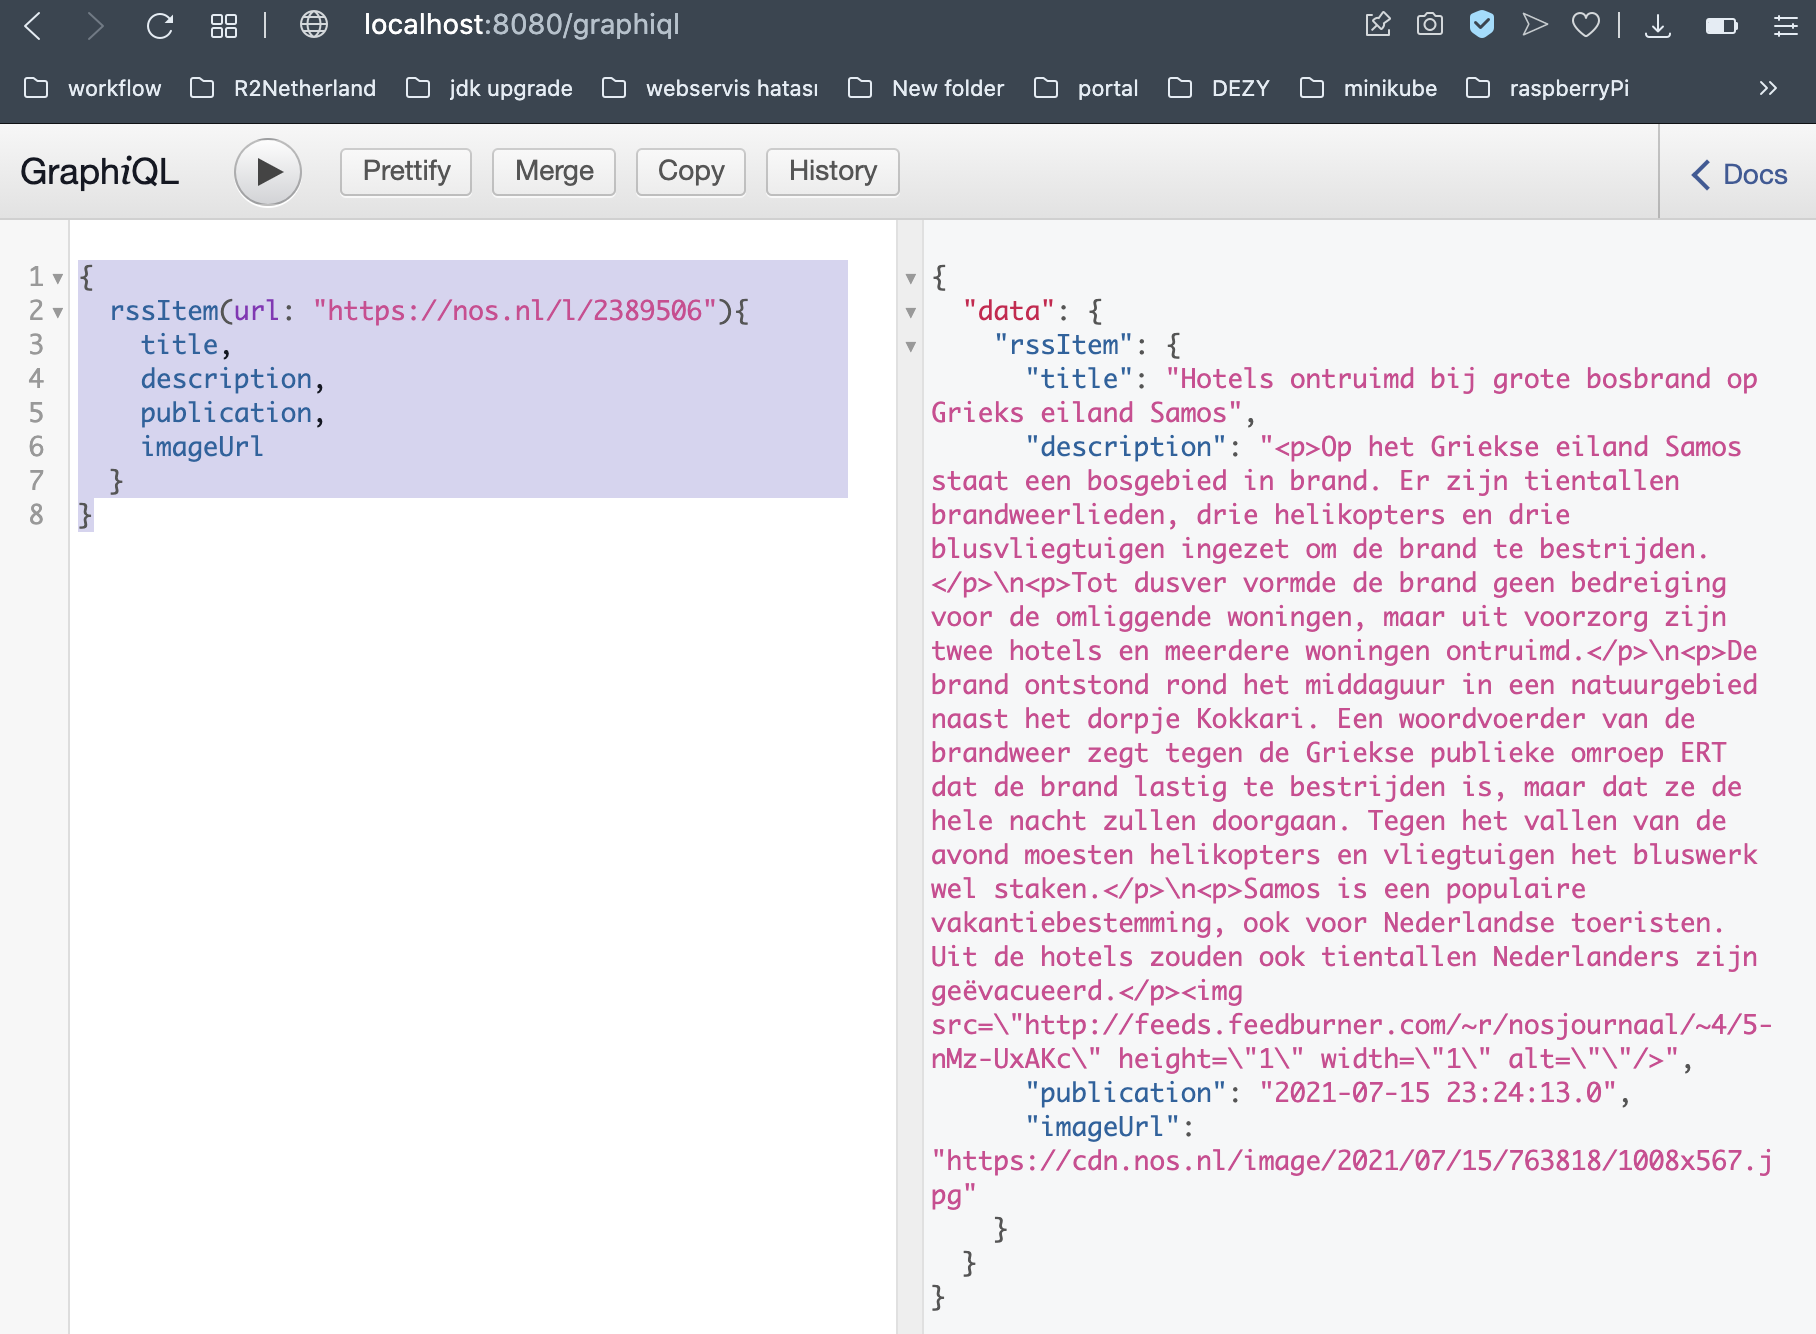 localhost:8080/graphiql
workflow R2Netherland jdk upgrade webservis hatası New folder portal DEZY minikube raspberryPi
GraphiQL Prettify Merge Copy History Docs
1 {
2 rssItem(url: "https://nos.nl/l/2389506"){
3 title,
4 description,
5 publication,
6 imageUrl
7 }
8 }
{
"data": {
"rssItem": {
"title": "Hotels ontruimd bij grote bosbrand op
Grieks eiland Samos",
"description": "<p>Op het Griekse eiland Samos
staat een bosgebied in brand. Er zijn tientallen
brandweerlieden, drie helikopters en drie
blusvliegtuigen ingezet om de brand te bestrijden.
</p>\n<p>Tot dusver vormde de brand geen bedreiging
voor de omliggende woningen, maar uit voorzorg zijn
twee hotels en meerdere woningen ontruimd.</p>\n<p>De
brand ontstond rond het middaguur in een natuurgebied
naast het dorpje Kokkari. Een woordvoerder van de
brandweer zegt tegen de Griekse publieke omroep ERT
dat de brand lastig te bestrijden is, maar dat ze de
hele nacht zullen doorgaan. Tegen het vallen van de
avond moesten helikopters en vliegtuigen het bluswerk
wel staken.</p>\n<p>Samos is een populaire
vakantiebestemming, ook voor Nederlandse toeristen.
Uit de hotels zouden ook tientallen Nederlanders zijn
geëvacueerd.</p><img
src=\"http://feeds.feedburner.com/~r/nosjournaal/~4/5-
nMz-UxAKc\" height=\"1\" width=\"1\" alt=\"\"/>",
"publication": "2021-07-15 23:24:13.0",
"imageUrl":
"https://cdn.nos.nl/image/2021/07/15/763818/1008x567.j
pg"
}
}
}